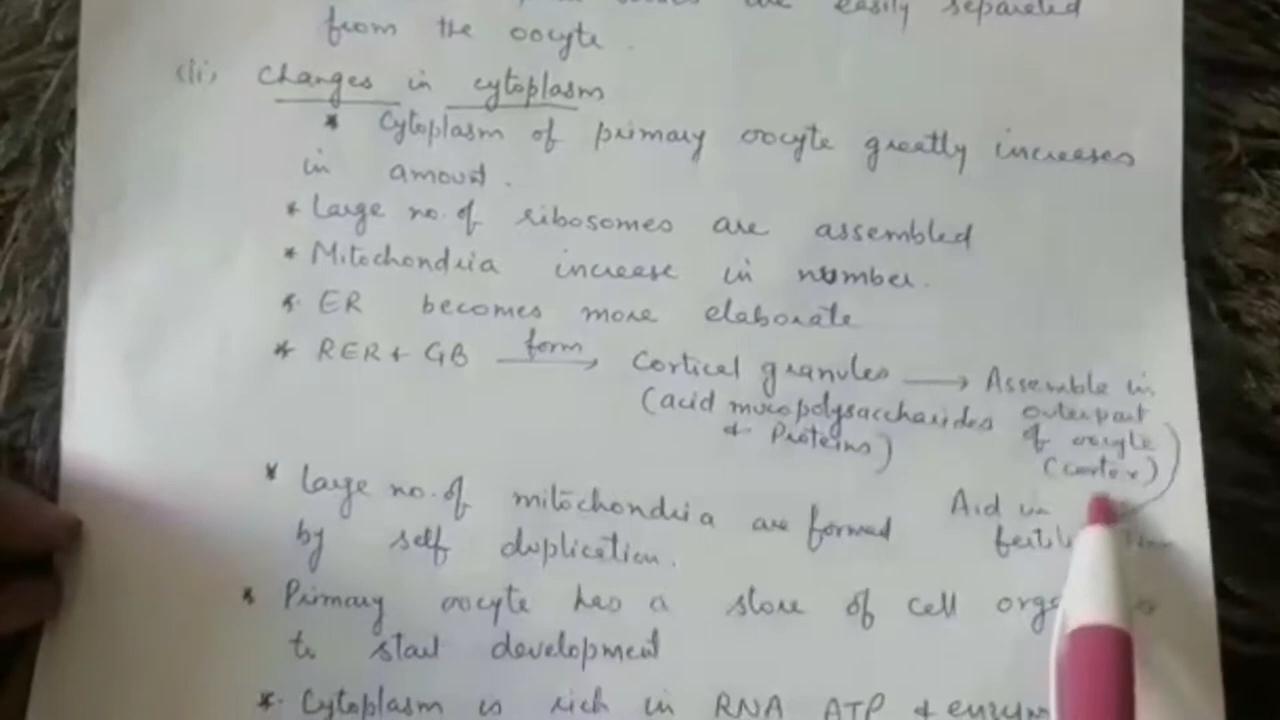 are easily separated
from the oocyte.
(ii) Changes in cytoplasm
* Cytoplasm of primary oocyte greatly increases
in amount.
* Large no. of ribosomes are assembled
* Mitochondria increase in number.
* ER becomes more elaborate
* RER + GB form → Cortical granules → Assemble in
(acid mucopolysaccharides outer part
& Proteins) of oocyte
(cortex)
* Large no. of mitochondria are formed Aid in
by self duplication.
* Primary oocyte has a store of cell
to start development
* Cytoplasm is rich in RNA ATP &